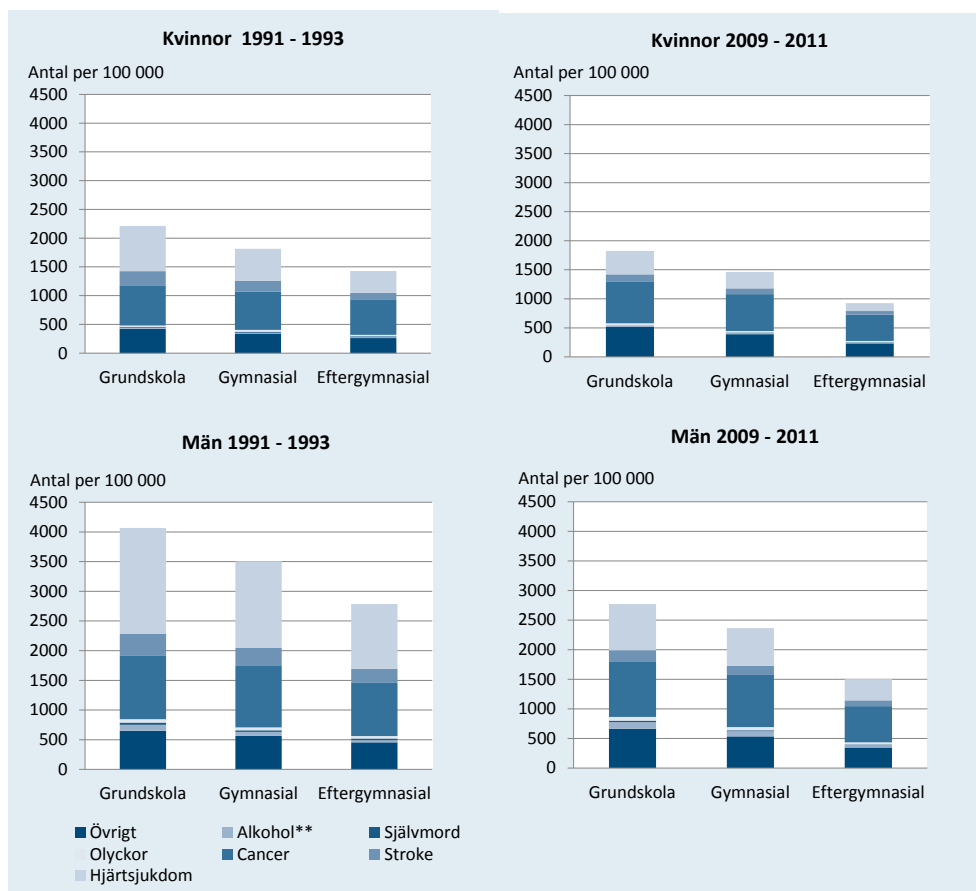 Kvinnor 1991 - 1993
Antal per 100 000
4500
4000
3500
3000
2500
2000
1500
1000
500
0
Grundskola Gymnasial Eftergymnasial
Kvinnor 2009 - 2011
Antal per 100 000
4500
4000
3500
3000
2500
2000
1500
1000
500
0
Grundskola Gymnasial Eftergymnasial
Män 1991 - 1993
Antal per 100 000
4500
4000
3500
3000
2500
2000
1500
1000
500
0
Grundskola Gymnasial Eftergymnasial
Män 2009 - 2011
Antal per 100 000
4500
4000
3500
3000
2500
2000
1500
1000
500
0
Grundskola Gymnasial Eftergymnasial
Övrigt Alkohol** Självmord
Olyckor Cancer Stroke
Hjärtsjukdom